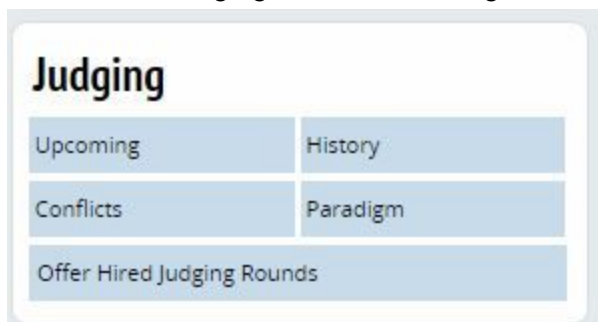 Judging
Upcoming
History
Conflicts
Paradigm
Offer Hired Judging Rounds